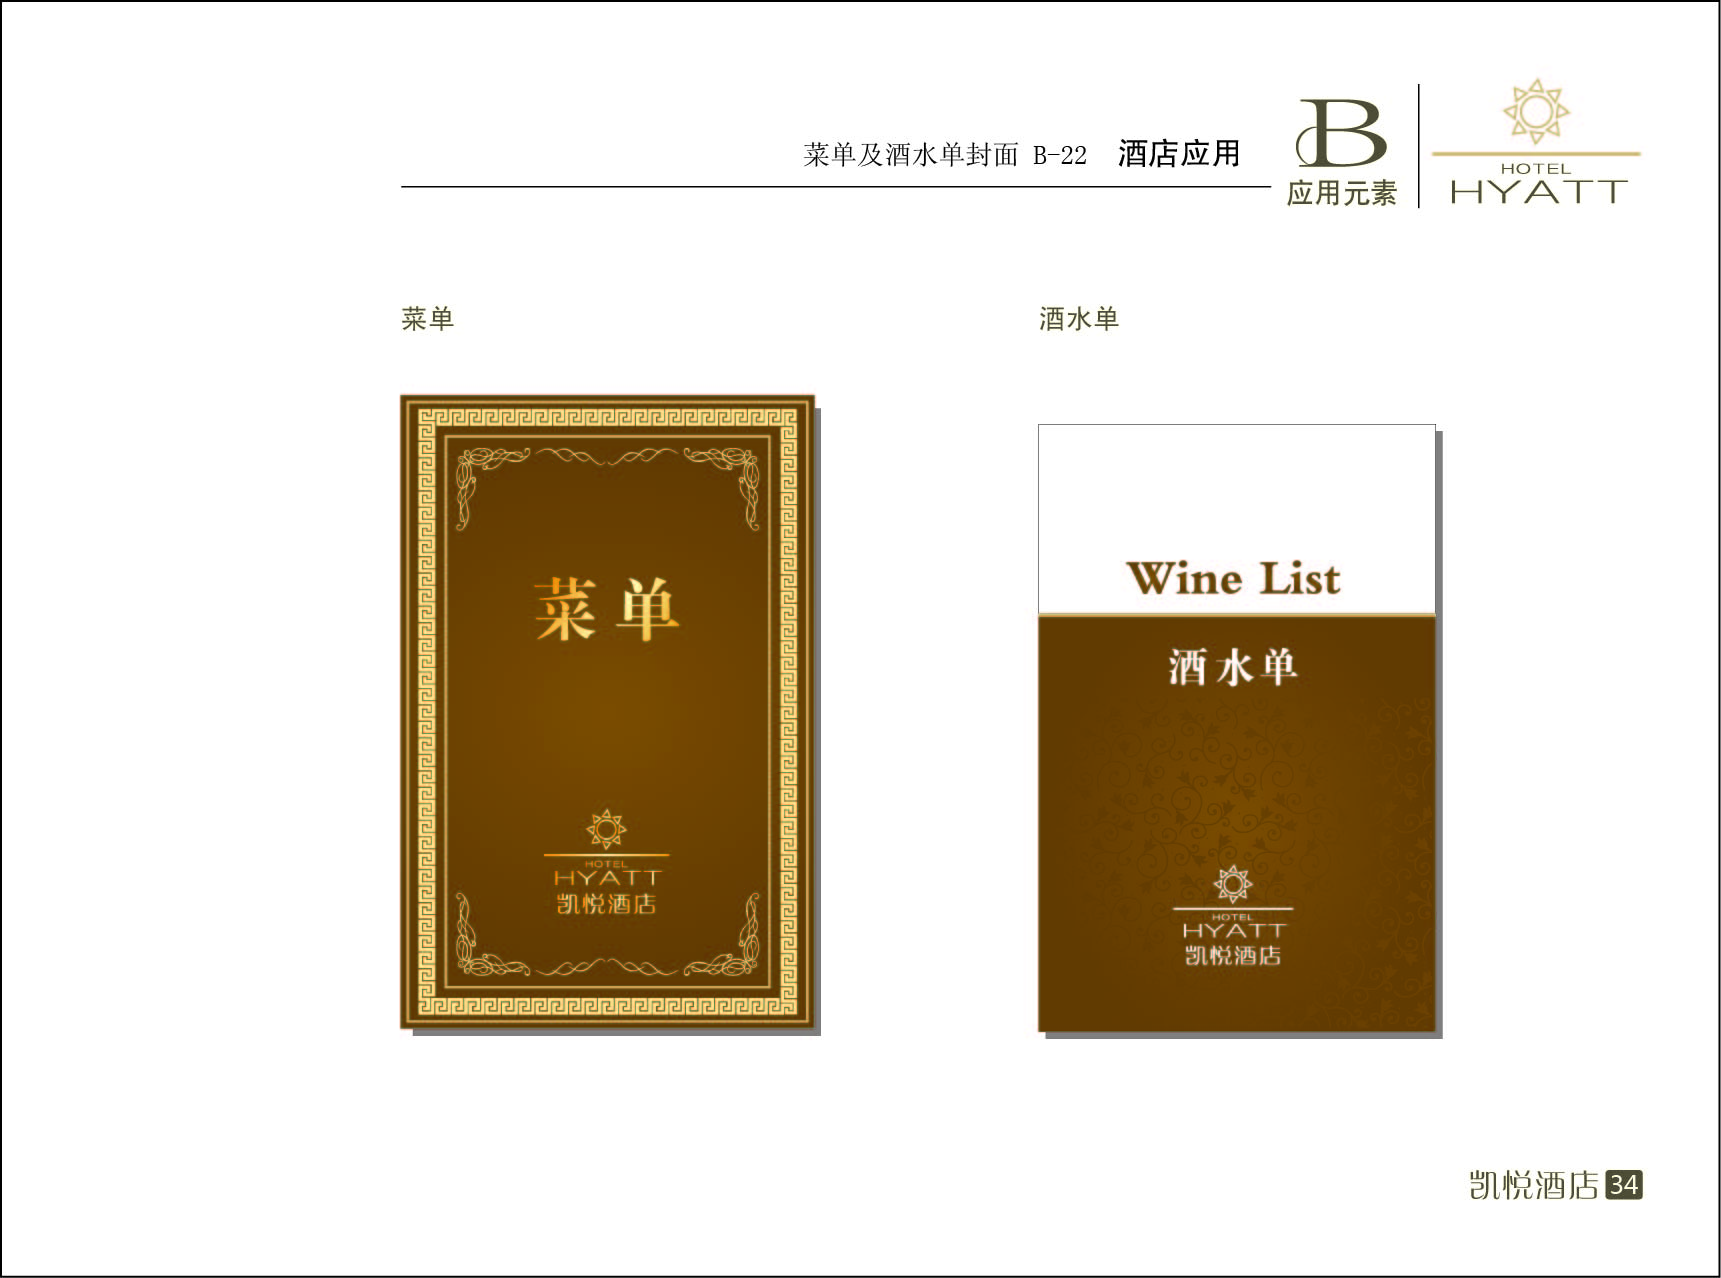 菜单及酒水单封面 B-22 酒店应用
B
应用元素
HOTEL
HYATT
菜单
酒水单
菜单
HOTEL
HYATT
凯悦酒店
Wine List
酒水单
HOTEL
HYATT
凯悦酒店
凯悦酒店 34